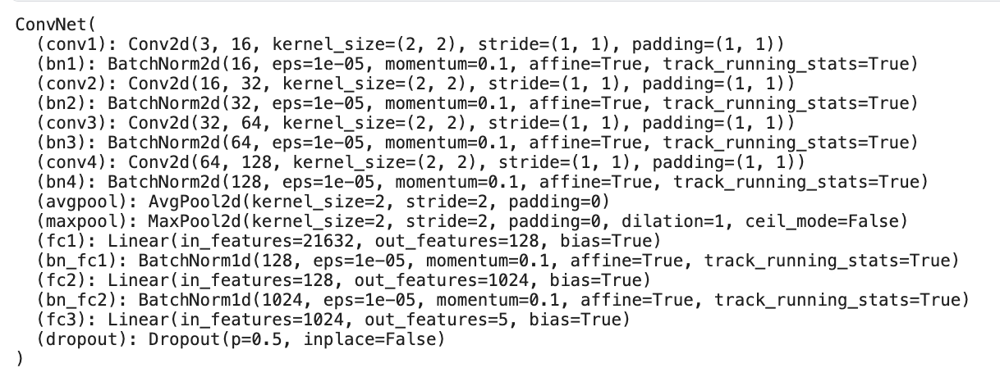 ConvNet(
  (conv1): Conv2d(3, 16, kernel_size=(2, 2), stride=(1, 1), padding=(1, 1))
  (bn1): BatchNorm2d(16, eps=1e-05, momentum=0.1, affine=True, track_running_stats=True)
  (conv2): Conv2d(16, 32, kernel_size=(2, 2), stride=(1, 1), padding=(1, 1))
  (bn2): BatchNorm2d(32, eps=1e-05, momentum=0.1, affine=True, track_running_stats=True)
  (conv3): Conv2d(32, 64, kernel_size=(2, 2), stride=(1, 1), padding=(1, 1))
  (bn3): BatchNorm2d(64, eps=1e-05, momentum=0.1, affine=True, track_running_stats=True)
  (conv4): Conv2d(64, 128, kernel_size=(2, 2), stride=(1, 1), padding=(1, 1))
  (bn4): BatchNorm2d(128, eps=1e-05, momentum=0.1, affine=True, track_running_stats=True)
  (avgpool): AvgPool2d(kernel_size=2, stride=2, padding=0)
  (maxpool): MaxPool2d(kernel_size=2, stride=2, padding=0, dilation=1, ceil_mode=False)
  (fc1): Linear(in_features=21632, out_features=128, bias=True)
  (bn_fc1): BatchNorm1d(128, eps=1e-05, momentum=0.1, affine=True, track_running_stats=True)
  (fc2): Linear(in_features=128, out_features=1024, bias=True)
  (bn_fc2): BatchNorm1d(1024, eps=1e-05, momentum=0.1, affine=True, track_running_stats=True)
  (fc3): Linear(in_features=1024, out_features=5, bias=True)
  (dropout): Dropout(p=0.5, inplace=False)
)